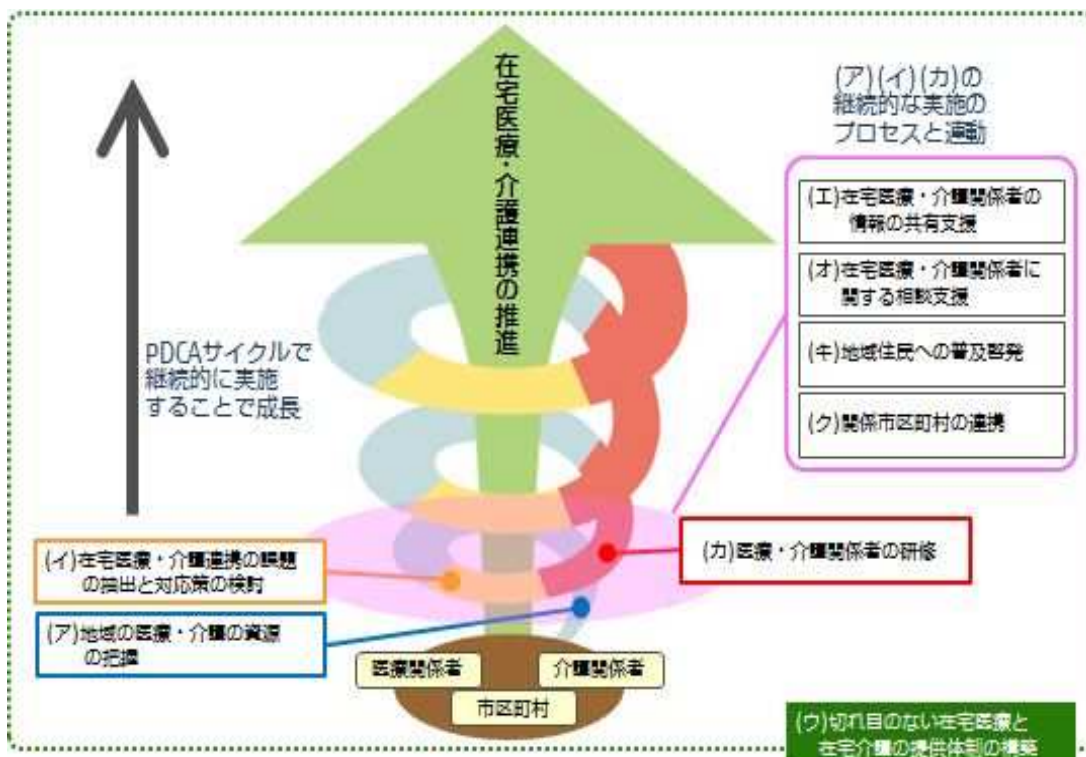 在宅医療・介護連携の推進
(ア)(イ)(カ)の
継続的な実施の
プロセスと連動
(エ)在宅医療・介護関係者の
情報の共有支援
(オ)在宅医療・介護関係者に
関する相談支援
(キ)地域住民への普及啓発
(ク)関係市区町村の連携
PDCAサイクルで
継続的に実施
することで成長
(イ)在宅医療・介護連携の課題
の抽出と対応策の検討
(カ)医療・介護関係者の研修
(ア)地域の医療・介護の資源
の把握
医療関係者
介護関係者
市区町村
(ウ)切れ目のない在宅医療と
在宅介護の提供体制の構築